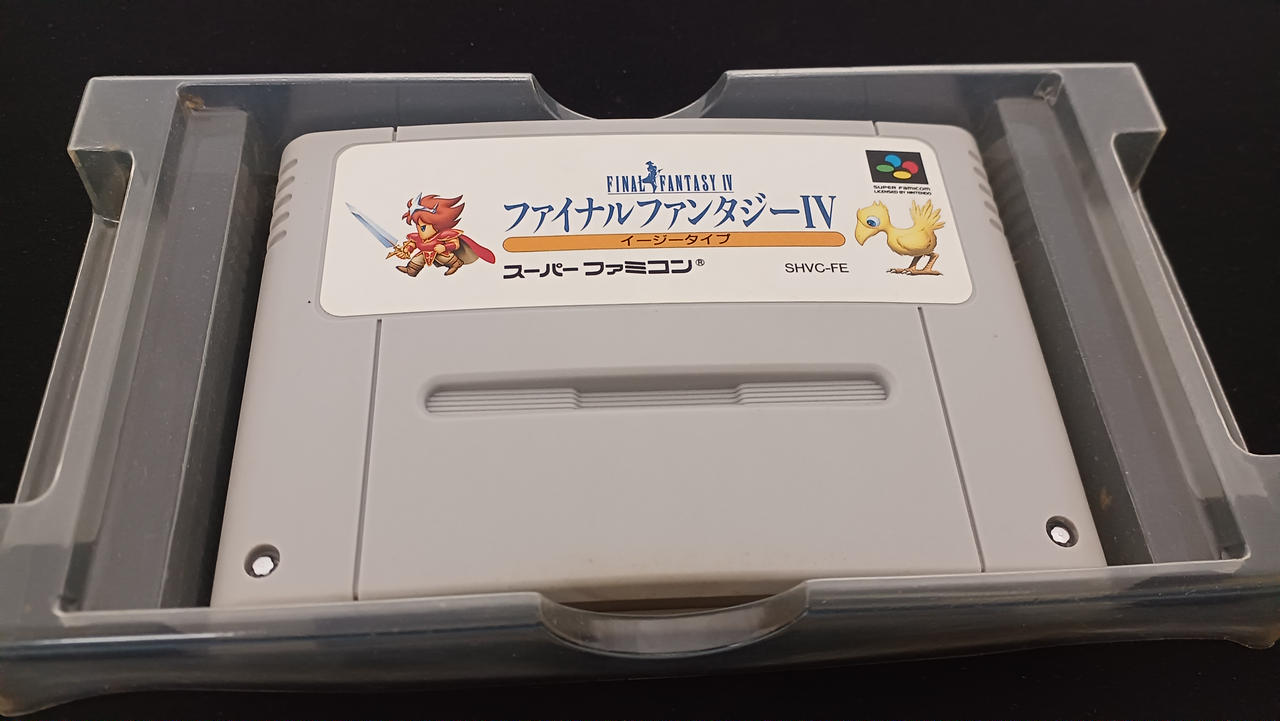 FINAL FANTASY IV
ファイナルファンタジーIV
イージータイプ
スーパーファミコン®
SHVC-FE
SUPER FAMICOM
LICENSED BY NINTENDO